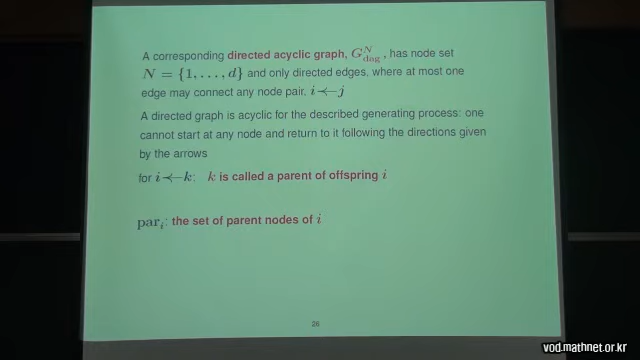 A corresponding directed acyclic graph, G^N_dag, has node set
N = {1, . . . , d} and only directed edges, where at most one
edge may connect any node pair, i ≺− j
A directed graph is acyclic for the described generating process: one
cannot start at any node and return to it following the directions given
by the arrows
for i ≺− k: k is called a parent of offspring i
par_i: the set of parent nodes of i
26
vod.mathnet.or.kr